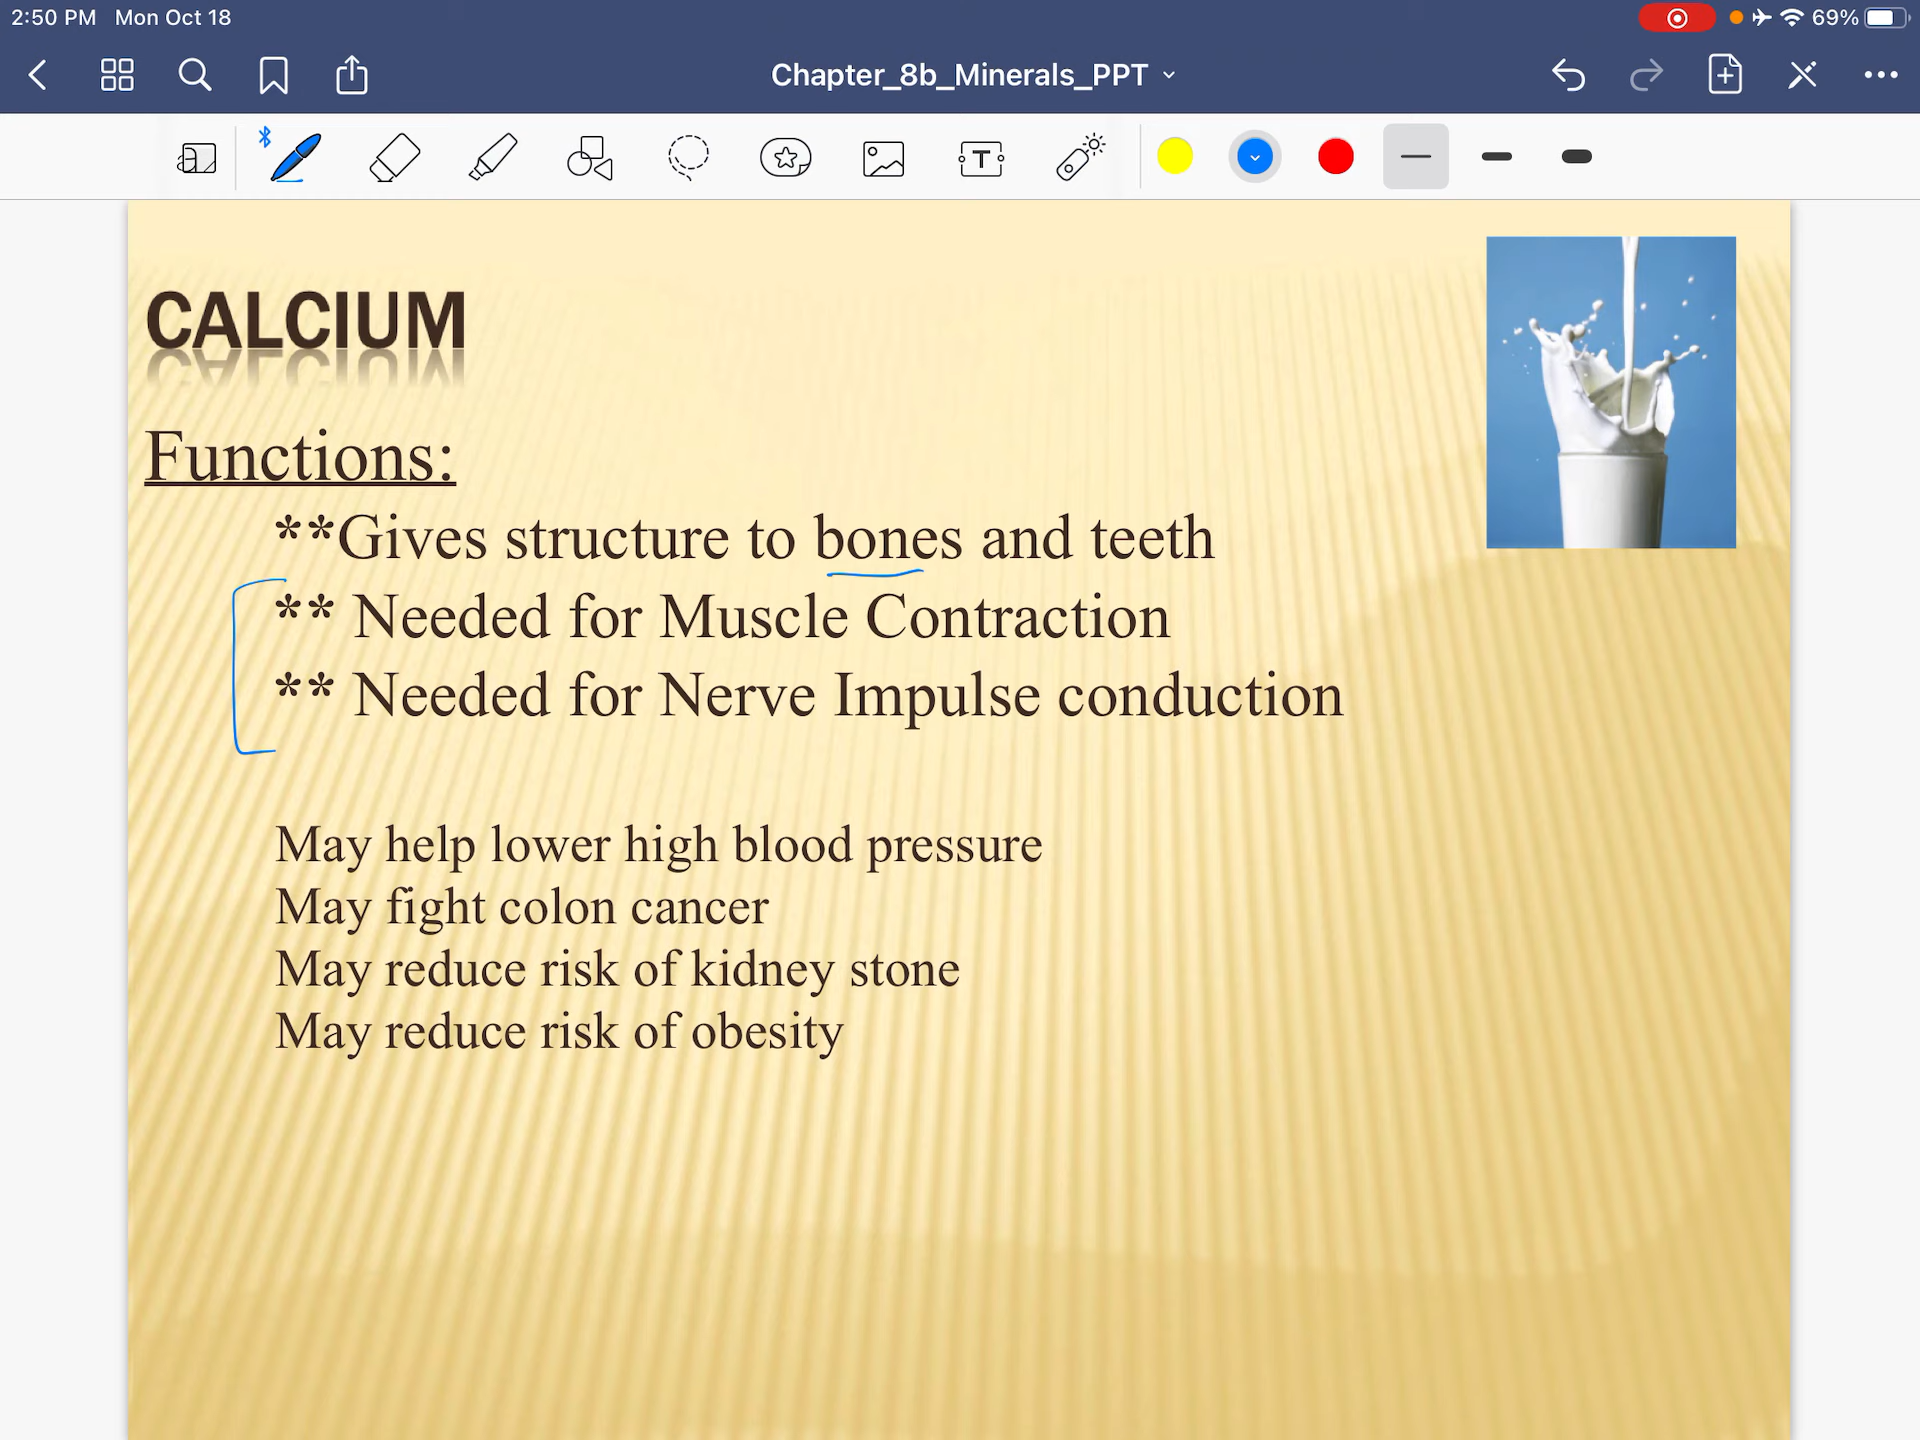 2:50 PM Mon Oct 18
69%
Chapter_8b_Minerals_PPT
CALCIUM
Functions:
**Gives structure to bones and teeth
** Needed for Muscle Contraction
** Needed for Nerve Impulse conduction
May help lower high blood pressure
May fight colon cancer
May reduce risk of kidney stone
May reduce risk of obesity